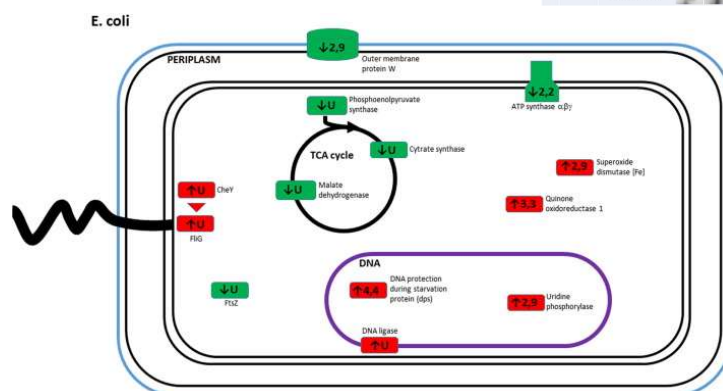 E. coli
PERIPLASM
↓2,9
Outer membrane
protein W
↓2,2
ATP synthase αβγ
↓U
Phosphoenolpyruvate
synthase
TCA cycle
↓U
Cytrate synthase
↓U
Malate
dehydrogenase
↑2,9
Superoxide
dismutase [Fe]
↑3,3
Quinone
oxidoreductase 1
↑U
CheY
↑U
FliG
↓U
FtsZ
DNA
↑4,4
DNA protection
during starvation
protein (dps)
↑2,9
Uridine
phosphorylase
DNA ligase
↑U